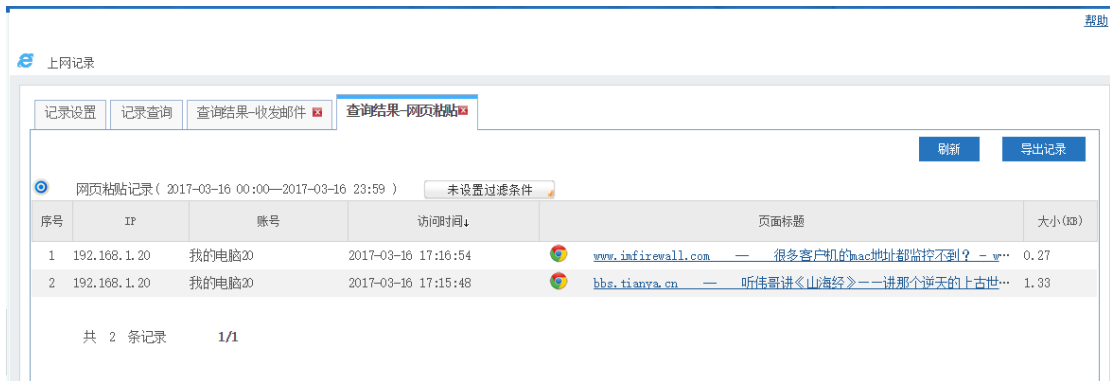 帮助
上网记录
记录设置 记录查询 查询结果—收发邮件 查询结果—网页粘贴
刷新 导出记录
网页粘贴记录( 2017-03-16 00:00—2017-03-16 23:59 ) 未设置过滤条件
序号 IP 账号 访问时间↓ 页面标题 大小(KB)
1 192.168.1.20 我的电脑20 2017-03-16 17:16:54 www.imfirewall.com — 很多客户机的mac地址都监控不到? - w… 0.27
2 192.168.1.20 我的电脑20 2017-03-16 17:15:48 bbs.tianya.cn — 听伟哥讲《山海经》——讲那个逆天的上古世… 1.33
共 2 条记录 1/1